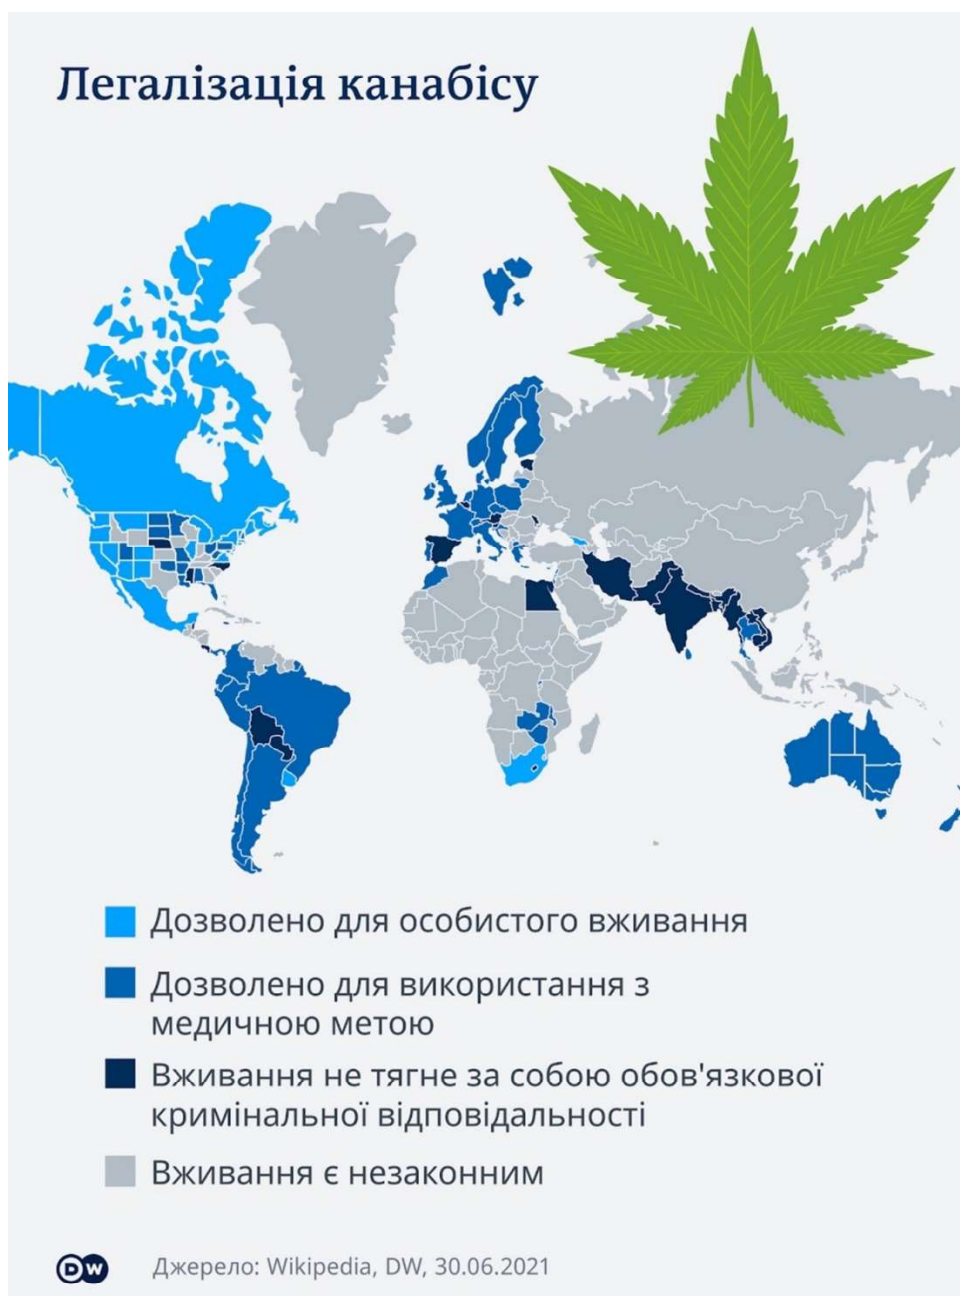 Легалізація канабісу
Дозволено для особистого вживання
Дозволено для використання з
медичною метою
Вживання не тягне за собою обов'язкової
кримінальної відповідальності
Вживання є незаконним
DW
Джерело: Wikipedia, DW, 30.06.2021